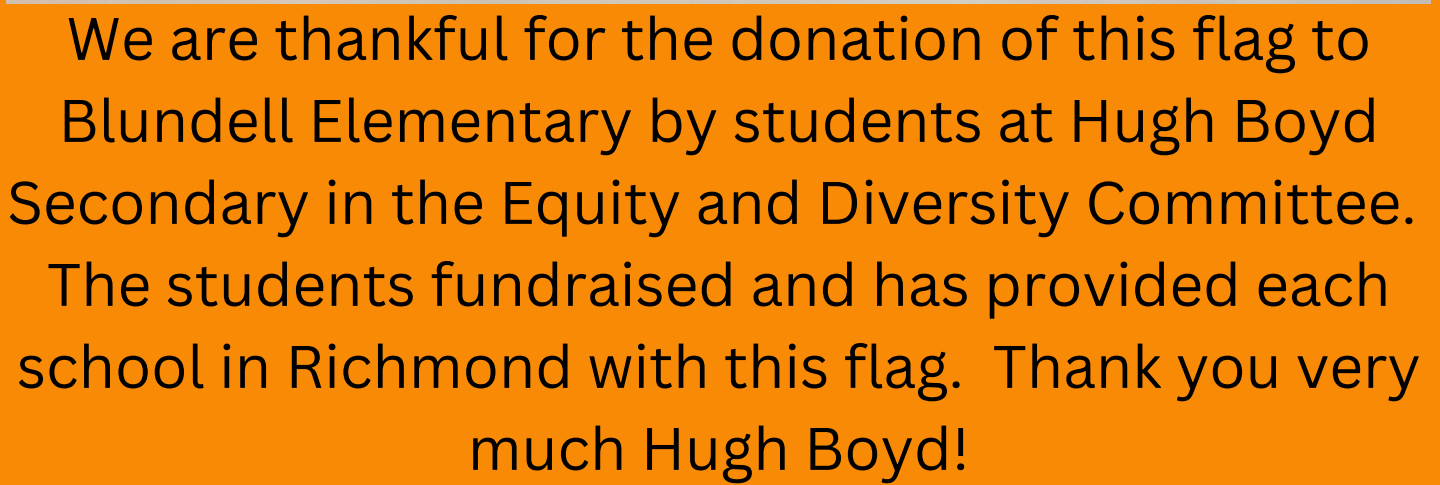 We are thankful for the donation of this flag to
Blundell Elementary by students at Hugh Boyd
Secondary in the Equity and Diversity Committee.
The students fundraised and has provided each
school in Richmond with this flag.  Thank you very
much Hugh Boyd!